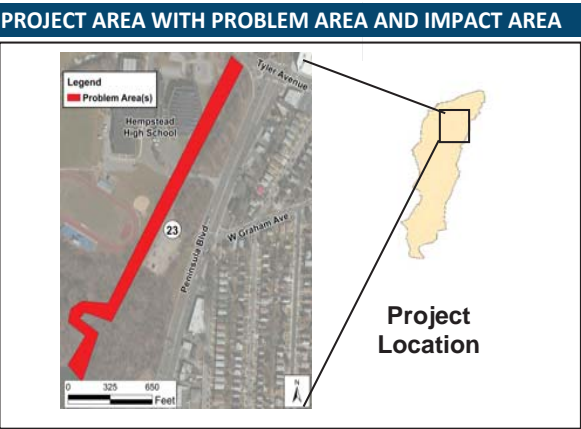 PROJECT AREA WITH PROBLEM AREA AND IMPACT AREA
Legend
Problem Area(s)
Tyler Avenue
Hempstead
High School
23
W Graham Ave
Peninsula Blvd
0 325 650
Feet
N
Project
Location